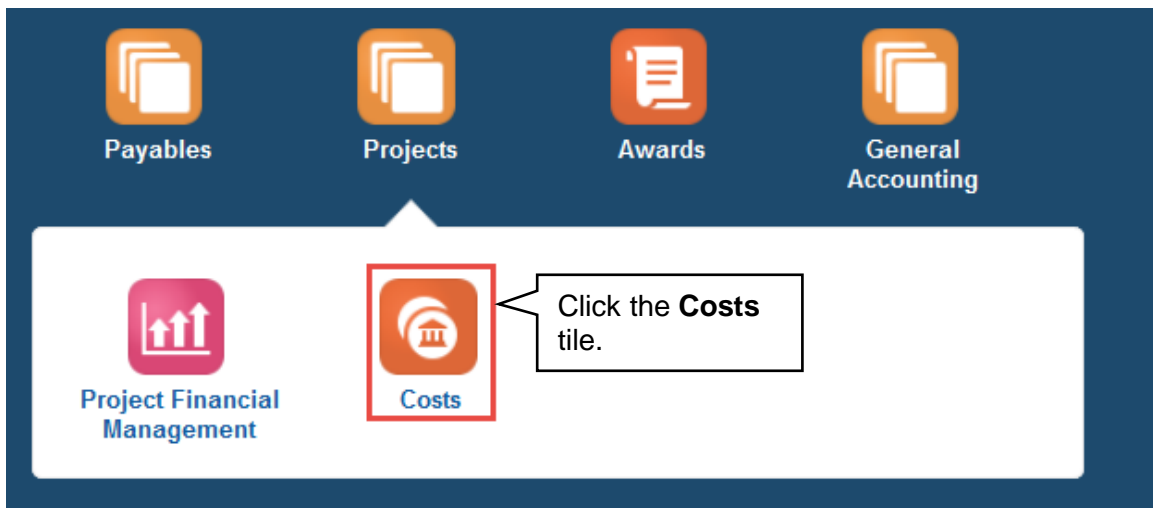 Payables
Projects
Awards
General
Accounting
Click the Costs
tile.
Project Financial
Management
Costs